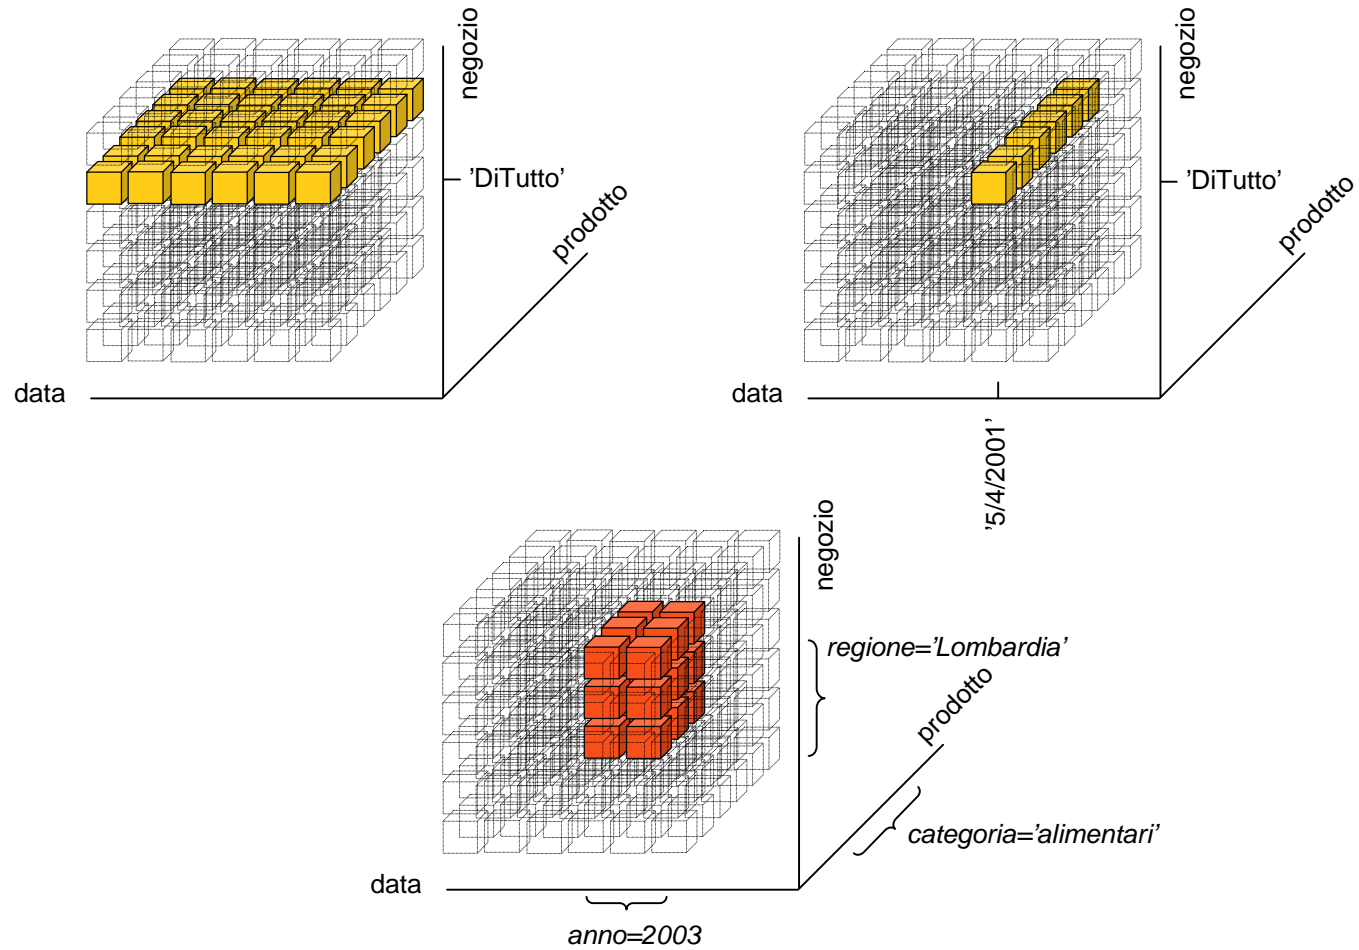 negozio
’DiTutto’
prodotto
data
negozio
’DiTutto’
prodotto
data
’5/4/2001’
negozio
regione=’Lombardia’
prodotto
categoria=’alimentari’
data
anno=2003